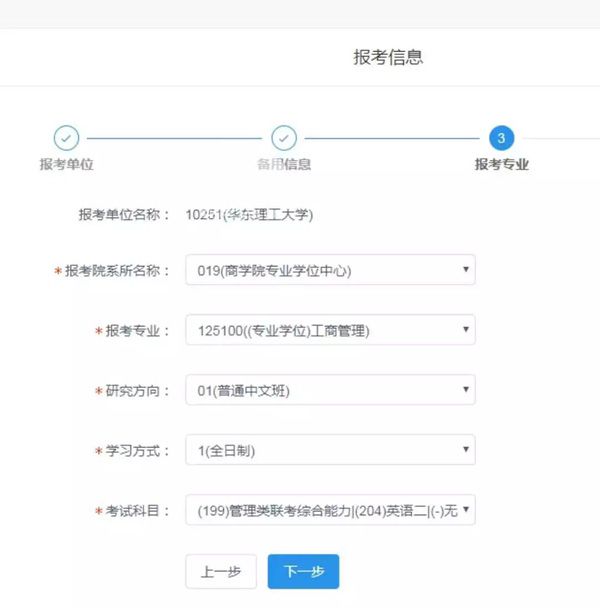 报考信息
3
报考单位 备用信息 报考专业
报考单位名称： 10251(华东理工大学)
*报考院系所名称： 019(商学院专业学位中心)
*报考专业： 125100((专业学位)工商管理)
*研究方向： 01(普通中文班)
*学习方式： 1(全日制)
*考试科目： (199)管理类联考综合能力|(204)英语二|(-)无
上一步 下一步